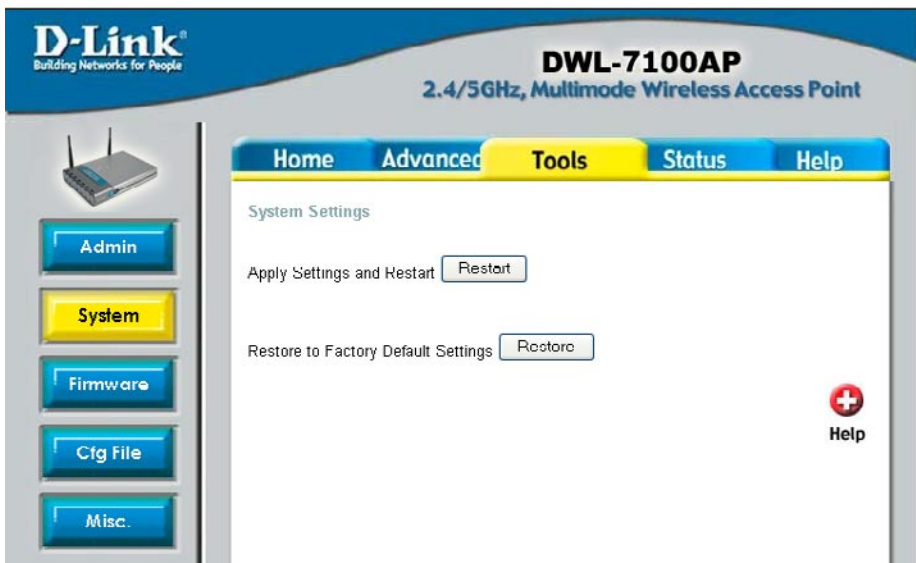 D-Link®
Building Networks for People
DWL-7100AP
2.4/5GHz, Multimode Wireless Access Point
Home Advanced Tools Status Help
Admin
System
Firmware
Cfg File
Misc.
System Settings
Apply Settings and Restart Restart
Restore to Factory Default Settings Restore
Help